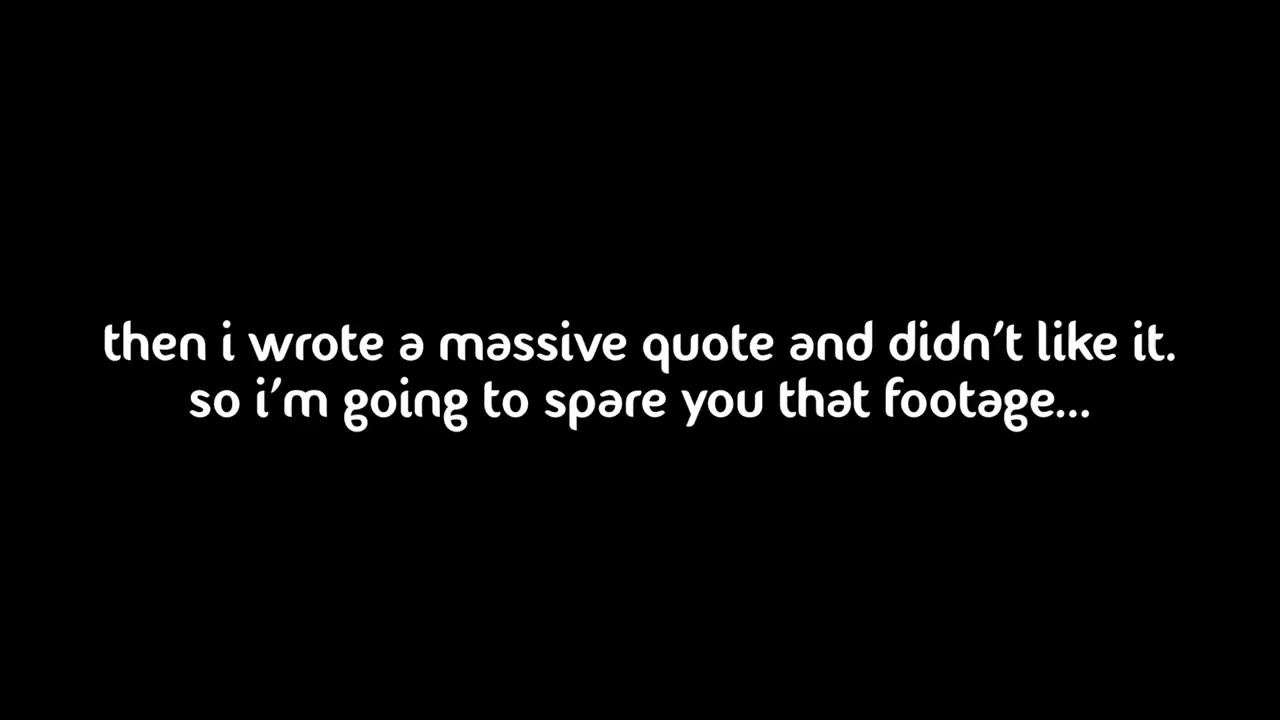 then i wrote a massive quote and didn't like it.
so i'm going to spare you that footage...